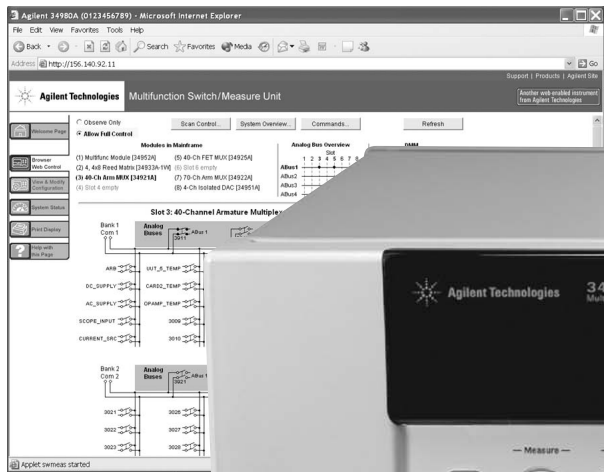 Agilent 34980A (0123456789) - Microsoft Internet Explorer
File Edit View Favorites Tools Help
Back Search Favorites Media
Address http://156.140.92.11 Go
Support | Products | Agilent Site
Agilent Technologies Multifunction Switch/Measure Unit
Another web-enabled instrument
from Agilent Technologies
Welcome Page
Observe Only
Allow Full Control
Scan Control... System Overview... Commands... Refresh
Browser
Web Control
View & Modify
Configuration
System Status
Print Display
Help with
this Page
Modules in Mainframe
(1) Multifunc Module [34952A] (5) 40-Ch FET MUX [34925A]
(2) 4, 4x8 Reed Matrix [34933A-1W] (6) Slot 6 empty
(3) 40-Ch Arm MUX [34921A] (7) 70-Ch Arm MUX [34922A]
(4) Slot 4 empty (8) 4-Ch Isolated DAC [34951A]
Analog Bus Overview DMM
Slot
1 2 3 4 5 6 7 8
ABus1
ABus2
ABus3
ABus4
Slot 3: 40-Channel Armature
Bank 1
Com 1
Analog
Buses
ABus 1
3911
ARB UUT_5_TEMP
DC_SUPPLY CARD2_TEMP
AC_SUPPLY OPAMP_TEMP
SCOPE_INPUT 3009
CURRENT_SRC 3010
Bank 2
Com 2
Analog
Buses
ABus 1
3921
3021 3026
3022 3027
3023 3028
Applet swmeas started
Agilent Technologies
34
Measure